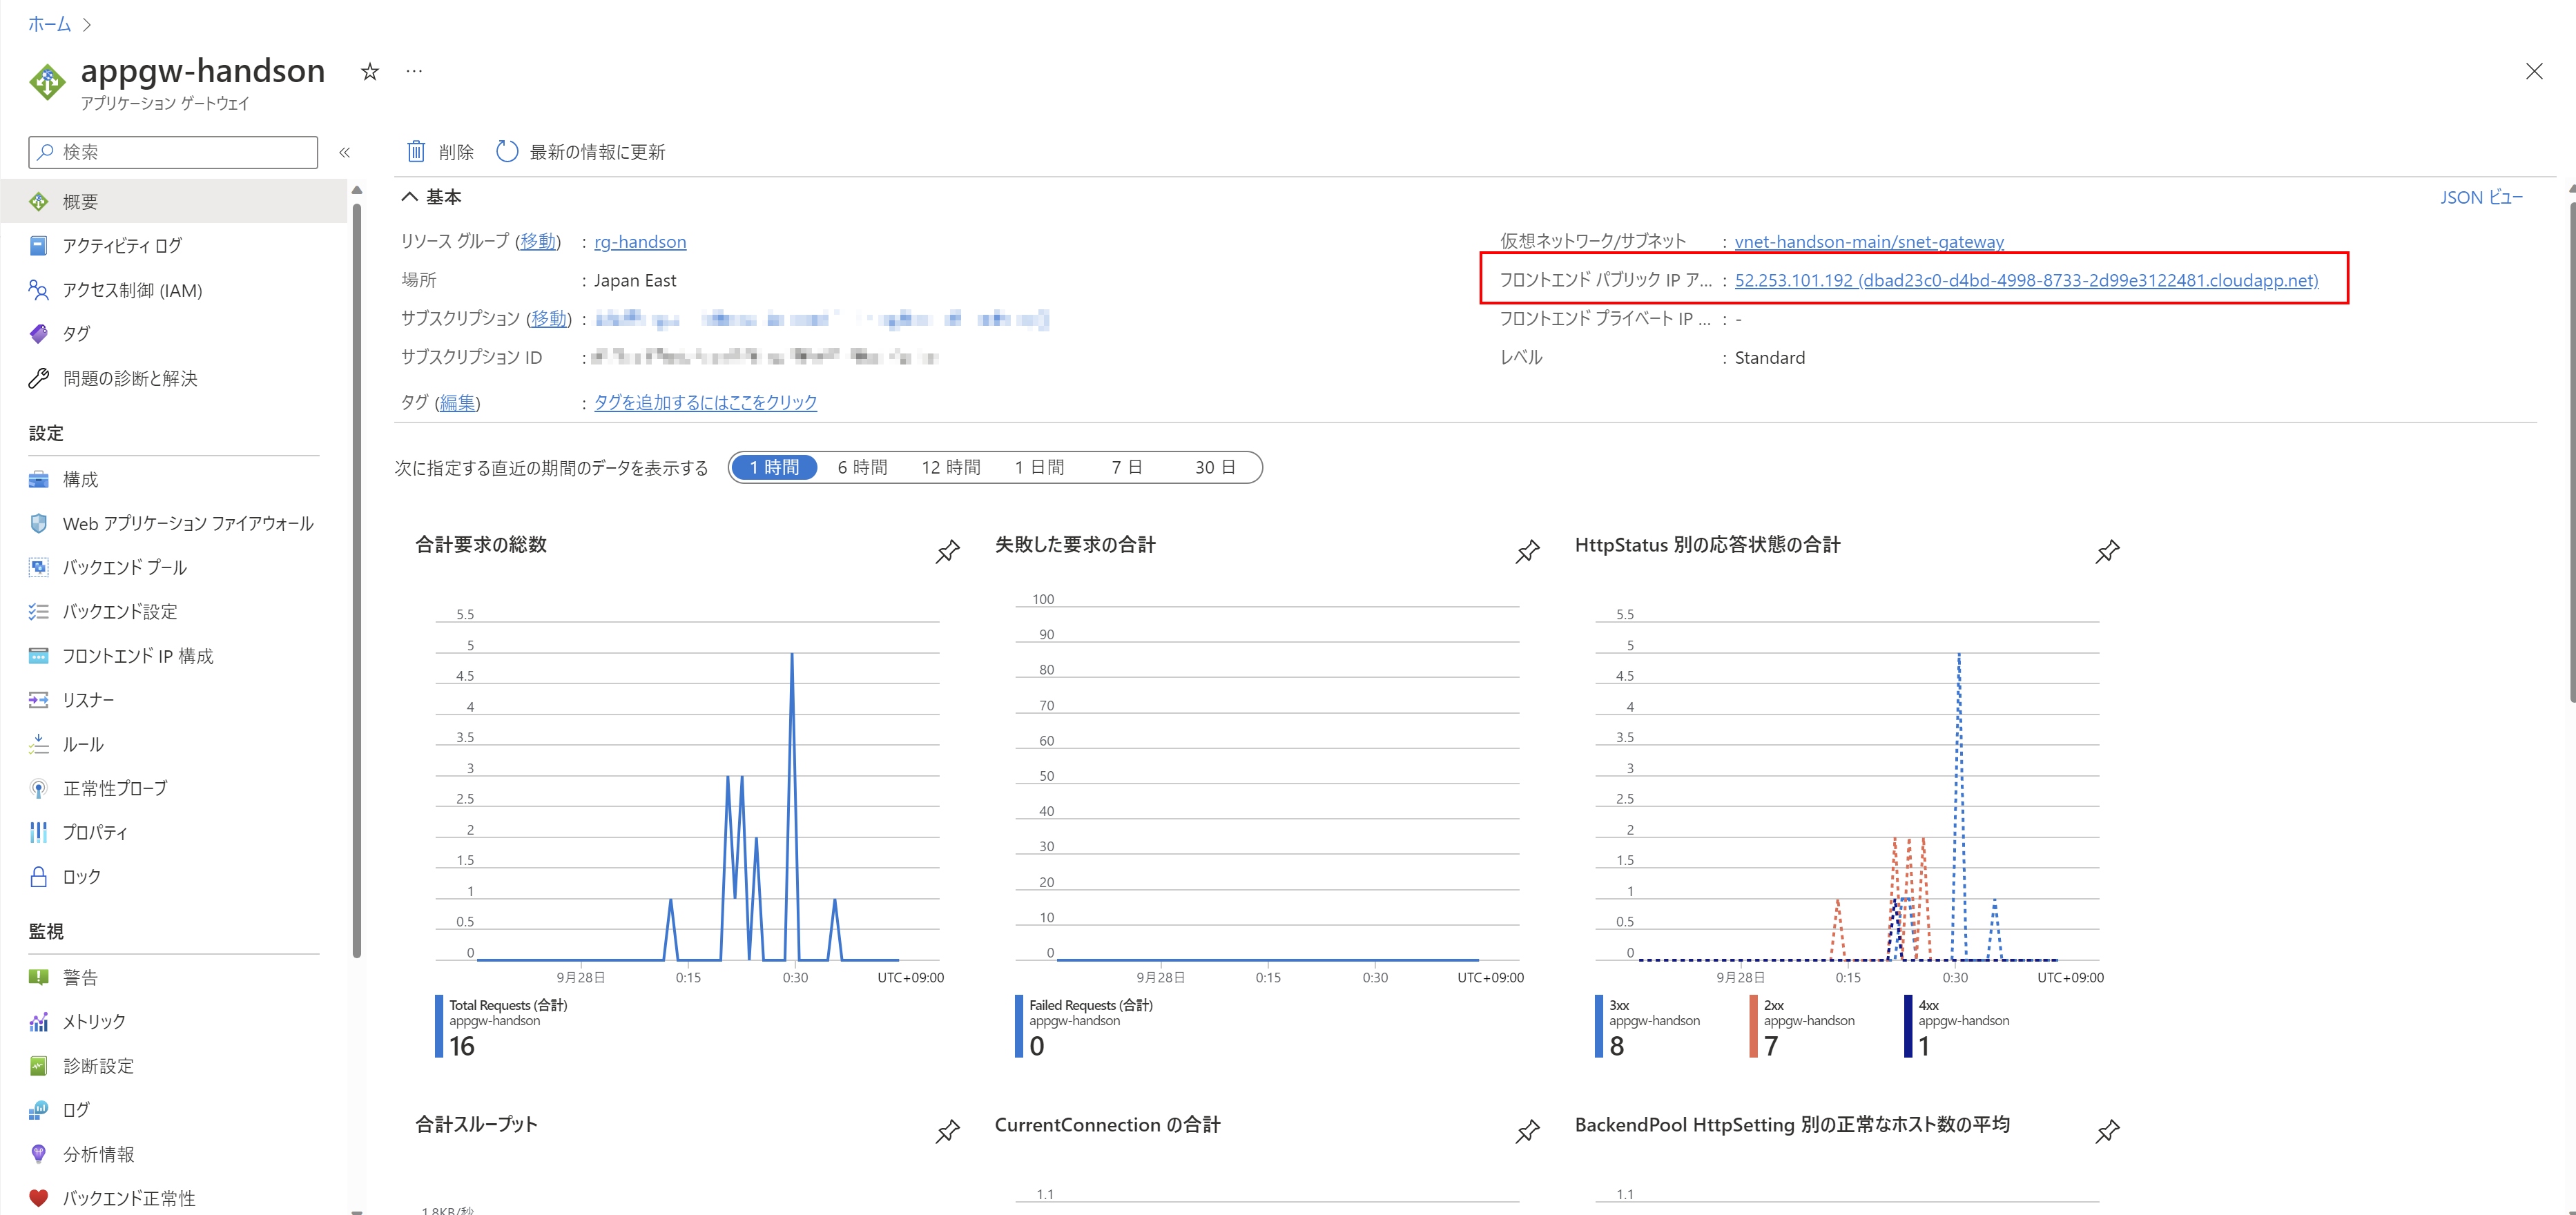 ホーム
appgw-handson
アプリケーション ゲートウェイ
検索
概要
アクティビティ ログ
アクセス制御 (IAM)
タグ
問題の診断と解決
設定
構成
Web アプリケーション ファイアウォール
バックエンド プール
バックエンド設定
フロントエンド IP 構成
リスナー
ルール
正常性プローブ
プロパティ
ロック
監視
警告
メトリック
診断設定
ログ
分析情報
バックエンド正常性
削除 最新の情報に更新
基本
JSON ビュー
リソース グループ (移動) : rg-handson
場所 : Japan East
サブスクリプション (移動) :
サブスクリプション ID :
タグ (編集) : タグを追加するにはここをクリック
仮想ネットワーク/サブネット : vnet-handson-main/snet-gateway
フロントエンド パブリック IP ア... : 52.253.101.192 (dbad23c0-d4bd-4998-8733-2d99e3122481.cloudapp.net)
フロントエンド プライベート IP ... : -
レベル : Standard
次に指定する直近の期間のデータを表示する 1 時間 6 時間 12 時間 1 日間 7 日 30 日
合計要求の総数
5.5
5
4.5
4
3.5
3
2.5
2
1.5
1
0.5
0
9月28日 0:15 0:30 UTC+09:00
Total Requests (合計)
appgw-handson
16
失敗した要求の合計
100
90
80
70
60
50
40
30
20
10
0
9月28日 0:15 0:30 UTC+09:00
Failed Requests (合計)
appgw-handson
0
HttpStatus 別の応答状態の合計
5.5
5
4.5
4
3.5
3
2.5
2
1.5
1
0.5
0
9月28日 0:15 0:30 UTC+09:00
3xx
appgw-handson
8
2xx
appgw-handson
7
4xx
appgw-handson
1
合計スループット
1.8KB/秒
CurrentConnection の合計
1.1
BackendPool HttpSetting 別の正常なホスト数の平均
1.1